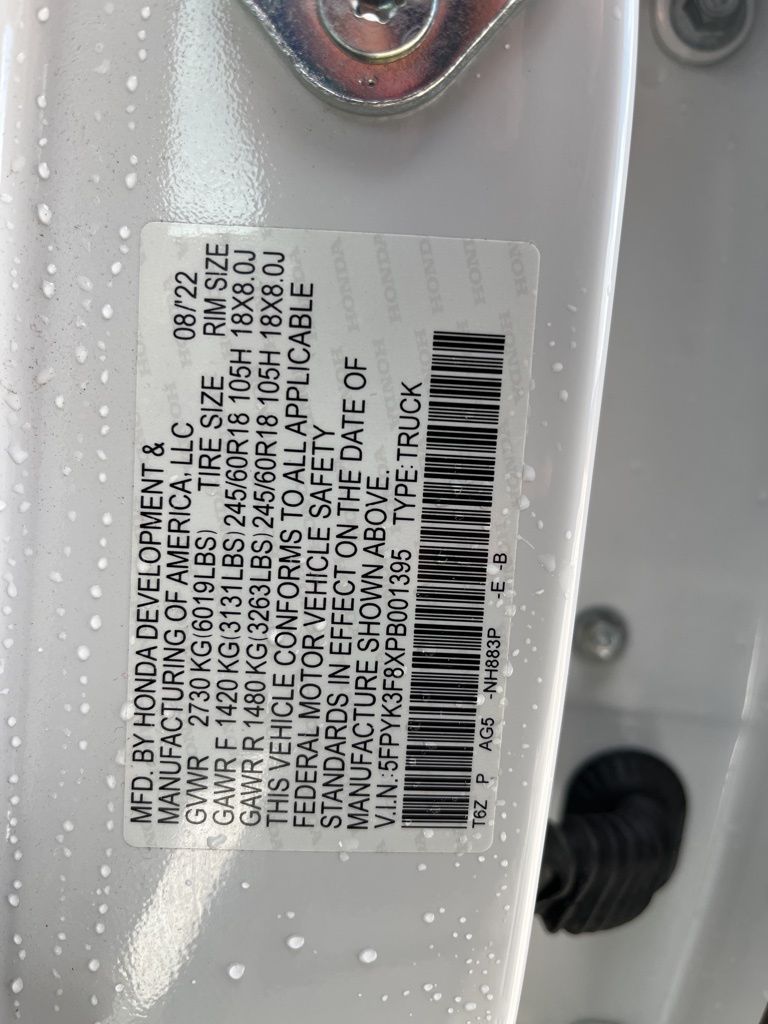 MFD. BY HONDA DEVELOPMENT &
MANUFACTURING OF AMERICA, LLC 08/'22
GVWR 2730 KG(6019LBS) TIRE SIZE RIM SIZE
GAWR F 1420 KG(3131LBS) 245/60R18 105H 18X8.0J
GAWR R 1480 KG(3263LBS) 245/60R18 105H 18X8.0J
THIS VEHICLE CONFORMS TO ALL APPLICABLE
FEDERAL MOTOR VEHICLE SAFETY
STANDARDS IN EFFECT ON THE DATE OF
MANUFACTURE SHOWN ABOVE.
V.I.N.:5FPYK3F8XPB001395 TYPE:TRUCK
T6Z P AG5 -NH883P -E -B
HONDA